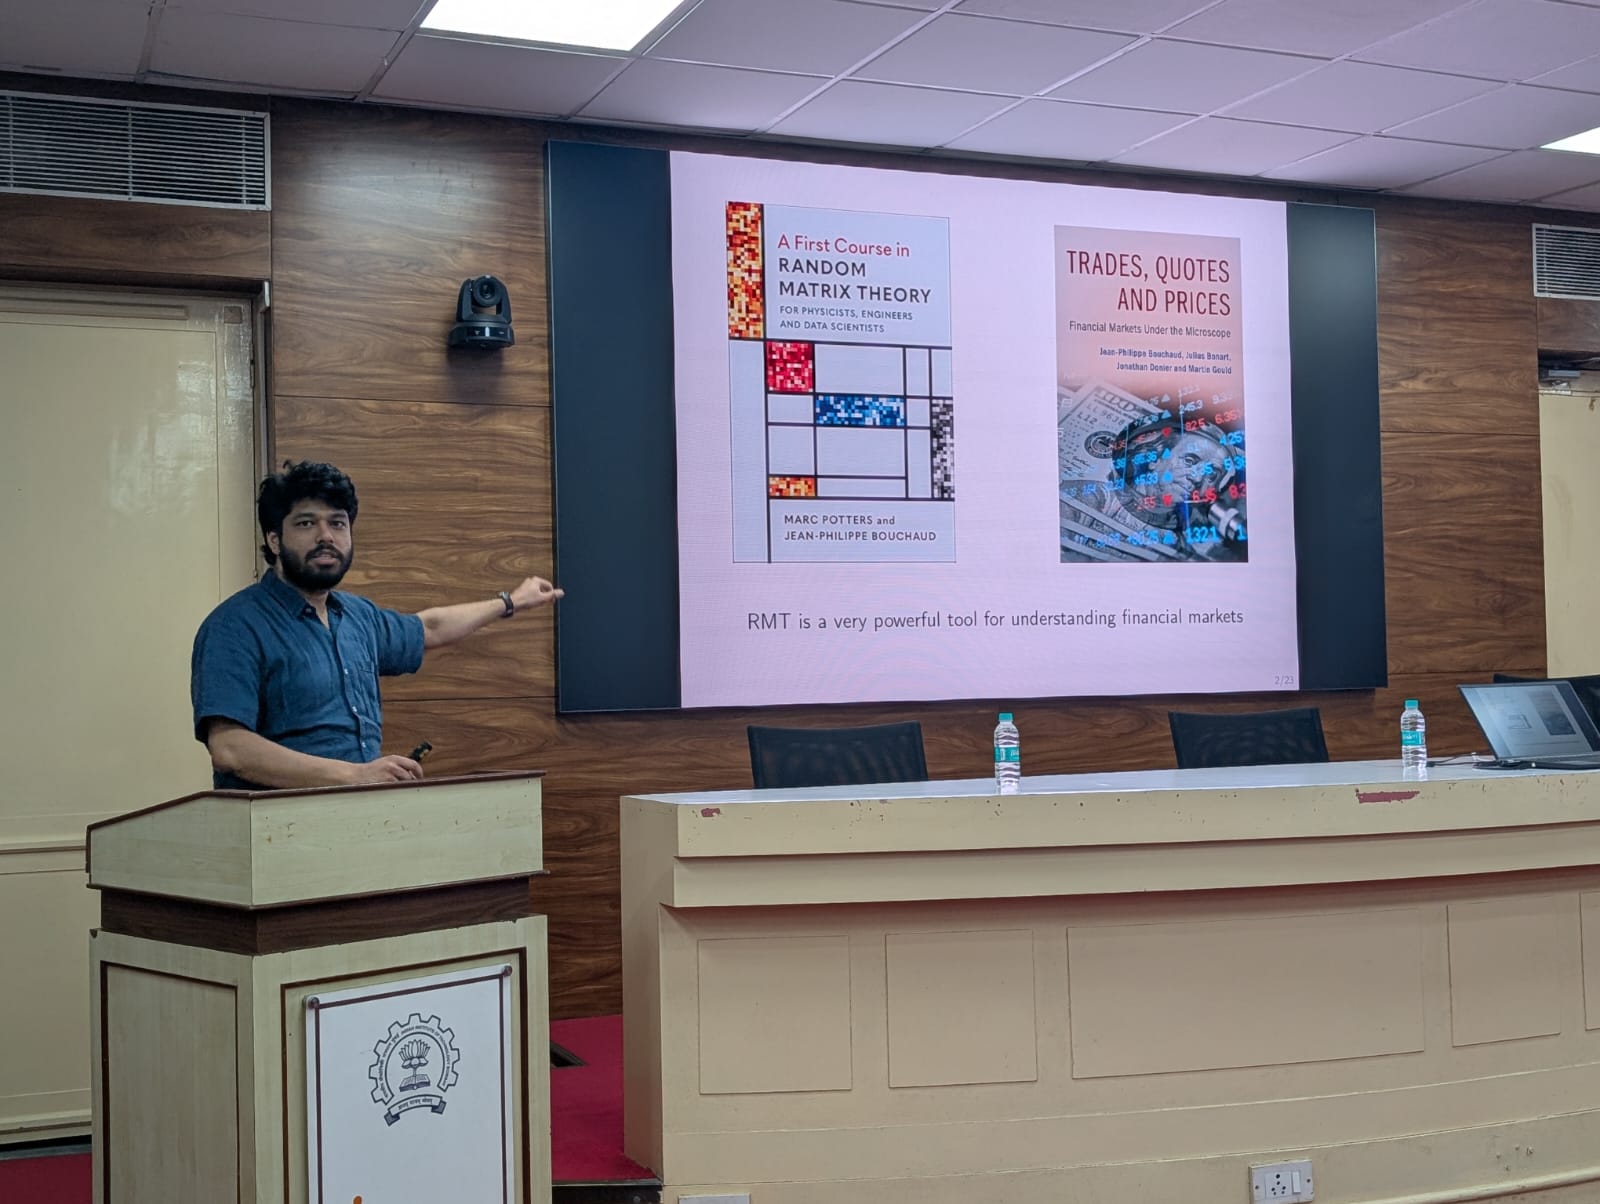 A First Course in
RANDOM
MATRIX THEORY
FOR PHYSICISTS, ENGINEERS
AND DATA SCIENTISTS
MARC POTTERS and
JEAN-PHILIPPE BOUCHAUD
TRADES, QUOTES
AND PRICES
Financial Markets Under the Microscope
Jean-Philippe Bouchaud, Julius Bonart,
Jonathan Donier and Martin Gould
RMT is a very powerful tool for understanding financial markets
2/23